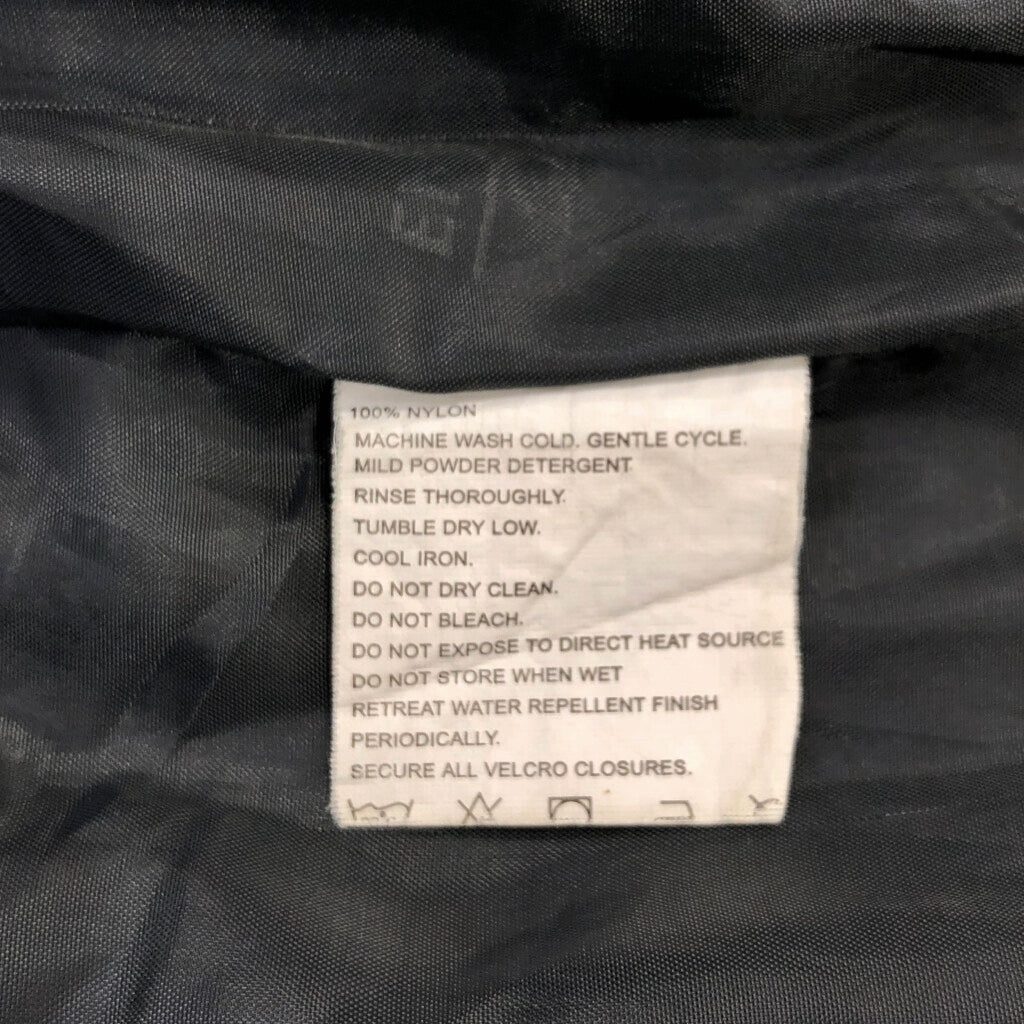 100% NYLON
MACHINE WASH COLD. GENTLE CYCLE.
MILD POWDER DETERGENT
RINSE THOROUGHLY.
TUMBLE DRY LOW.
COOL IRON.
DO NOT DRY CLEAN.
DO NOT BLEACH.
DO NOT EXPOSE TO DIRECT HEAT SOURCE
DO NOT STORE WHEN WET
RETREAT WATER REPELLENT FINISH
PERIODICALLY.
SECURE ALL VELCRO CLOSURES.